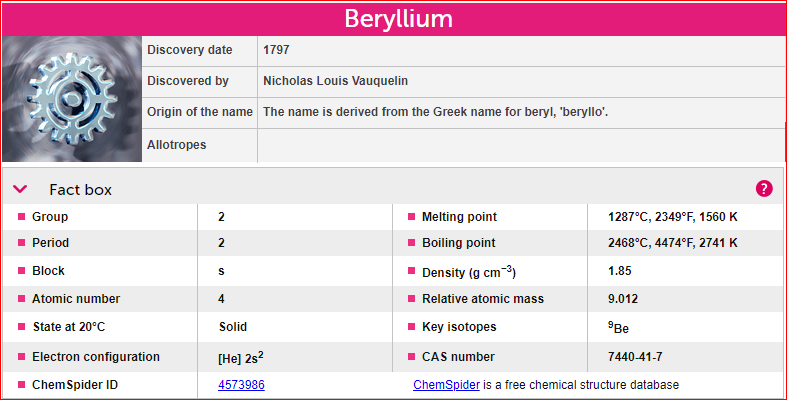 Beryllium
Discovery date 1797
Discovered by Nicholas Louis Vauquelin
Origin of the name The name is derived from the Greek name for beryl, 'beryllo'.
Allotropes
Fact box ?
Group 2 Melting point 1287°C, 2349°F, 1560 K
Period 2 Boiling point 2468°C, 4474°F, 2741 K
Block s Density (g cm⁻³) 1.85
Atomic number 4 Relative atomic mass 9.012
State at 20°C Solid Key isotopes ⁹Be
Electron configuration [He] 2s² CAS number 7440-41-7
ChemSpider ID 4573986 ChemSpider is a free chemical structure database